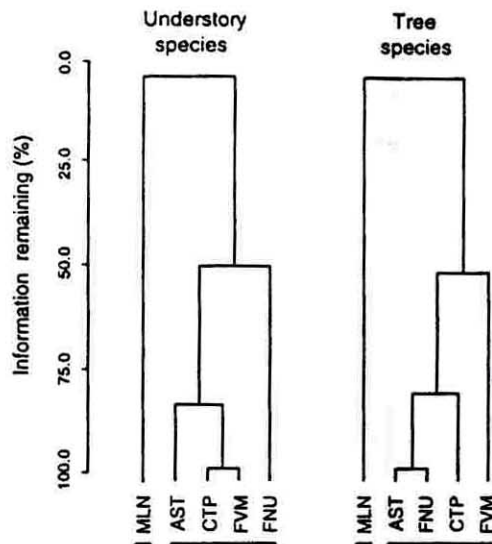 Understory
species
Tree
species
Information remaining (%)
0.0
25.0
50.0
75.0
100.0
MLN
AST
CTP
FVM
FNU
MLN
AST
FNU
CTP
FVM